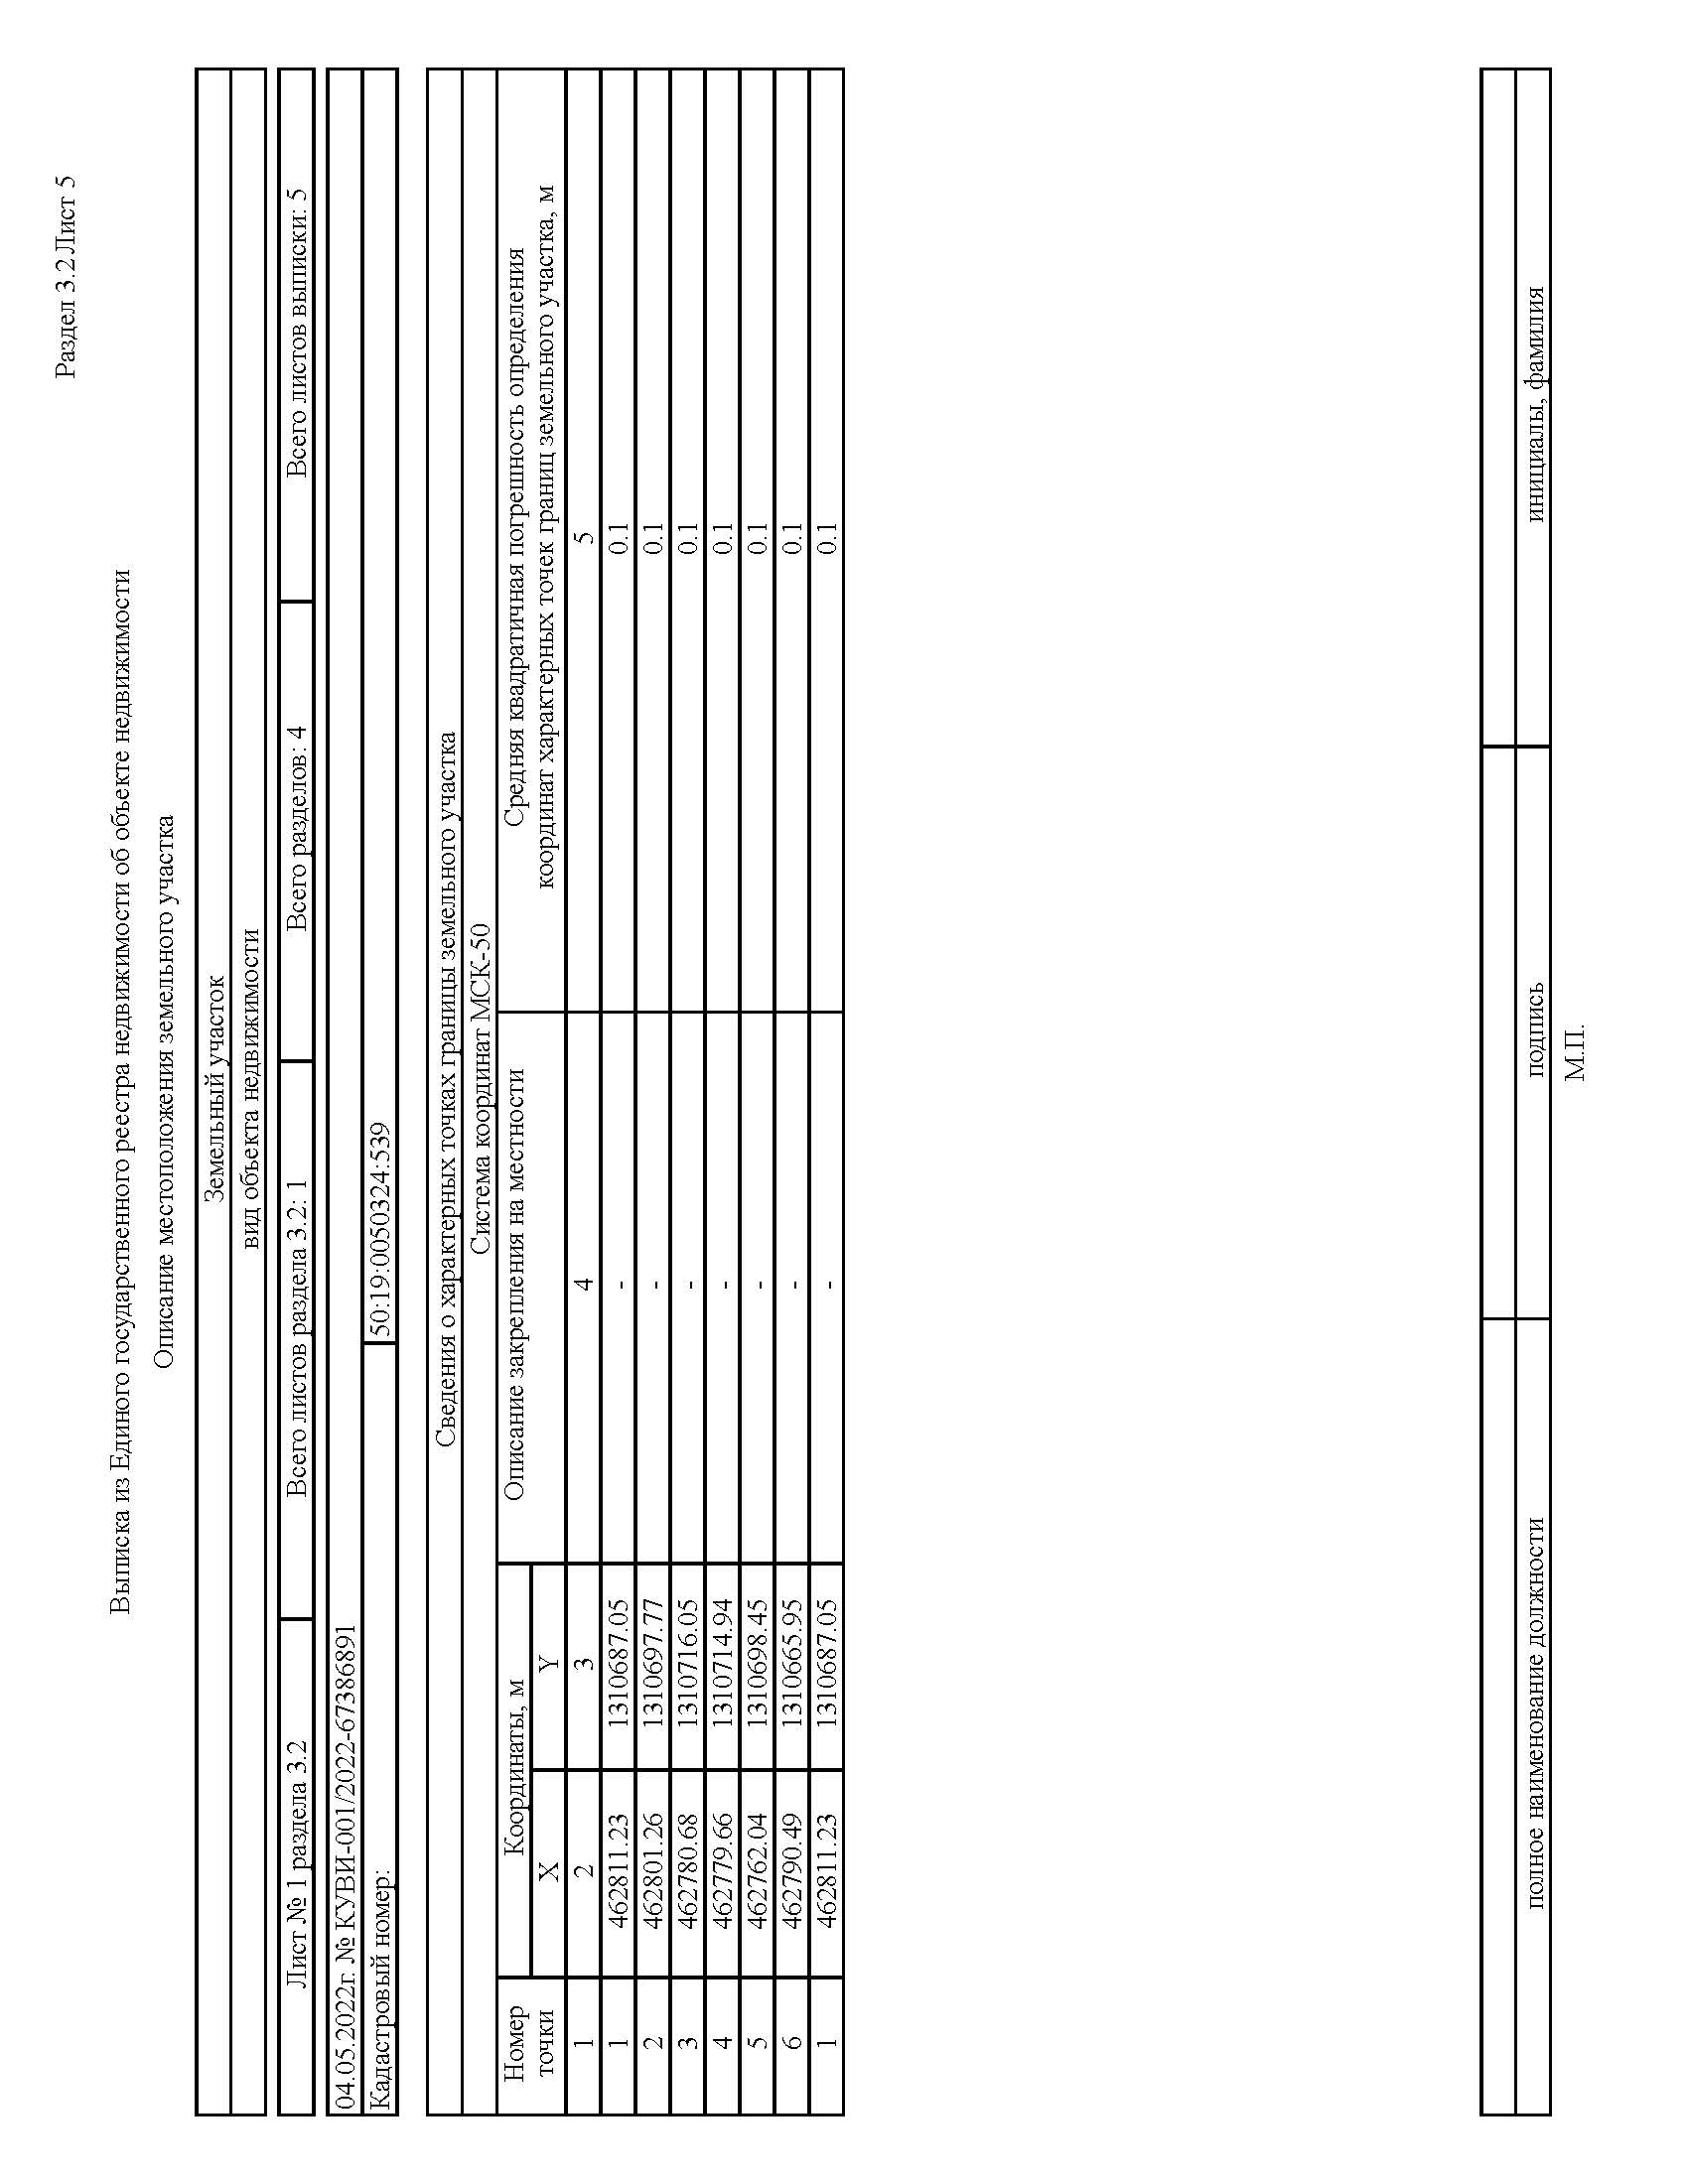 Раздел 3.2 Лист 5
Выписка из Единого государственного реестра недвижимости об объекте недвижимости
Описание местоположения земельного участка
Земельный участок
вид объекта недвижимости
Лист № 1 раздела 3.2 Всего листов раздела 3.2: 1 Всего разделов: 4 Всего листов выписки: 5
04.05.2022г. № КУВИ-001/2022-67386891
Кадастровый номер: 50:19:0050324:539
Сведения о характерных точках границы земельного участка
Система координат МСК-50
Номер точки Координаты, м Описание закрепления на местности Средняя квадратичная погрешность определения
координат характерных точек границ земельного участка, м
X Y
1 2 3 4 5
1 462811.23 1310687.05 - 0.1
2 462801.26 1310697.77 - 0.1
3 462780.68 1310716.05 - 0.1
4 462779.66 1310714.94 - 0.1
5 462762.04 1310698.45 - 0.1
6 462790.49 1310665.95 - 0.1
1 462811.23 1310687.05 - 0.1
полное наименование должности подпись инициалы, фамилия
М.П.